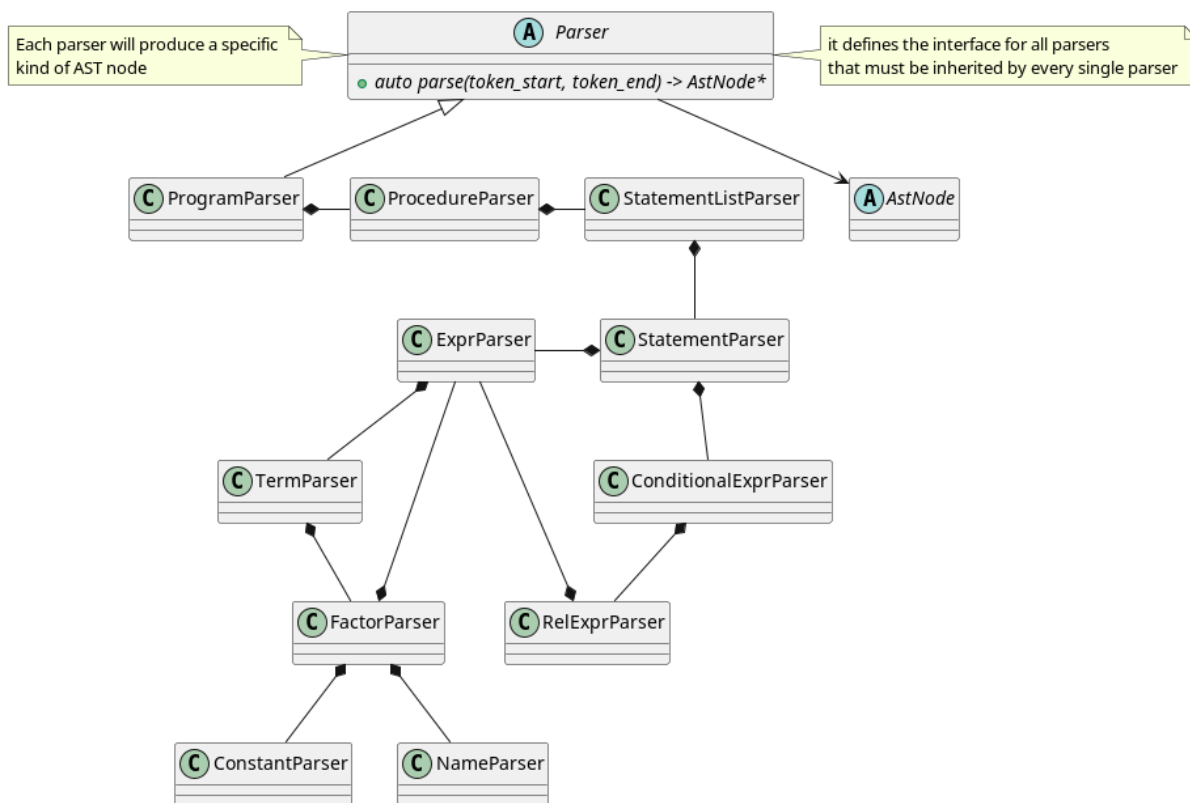 A Parser
Each parser will produce a specific
kind of AST node
it defines the interface for all parsers
that must be inherited by every single parser
auto parse(token_start, token_end) -> AstNode*
C ProgramParser
C ProcedureParser
C StatementListParser
A AstNode
C ExprParser
C StatementParser
C TermParser
C ConditionalExprParser
C FactorParser
C RelExprParser
C ConstantParser
C NameParser